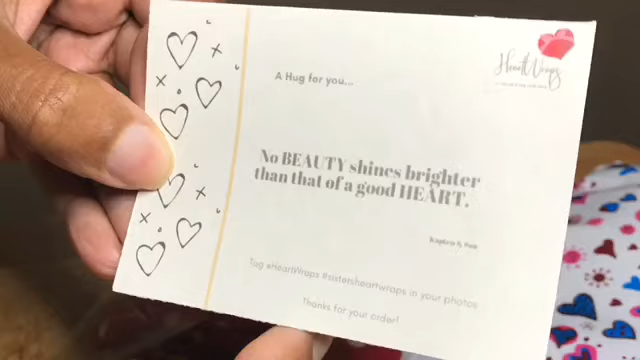 HeartWraps
A Hug for you...
No BEAUTY shines brighter
than that of a good HEART.
Tag #HeartWraps #sistersheartwraps in your photos
Thanks for your order!